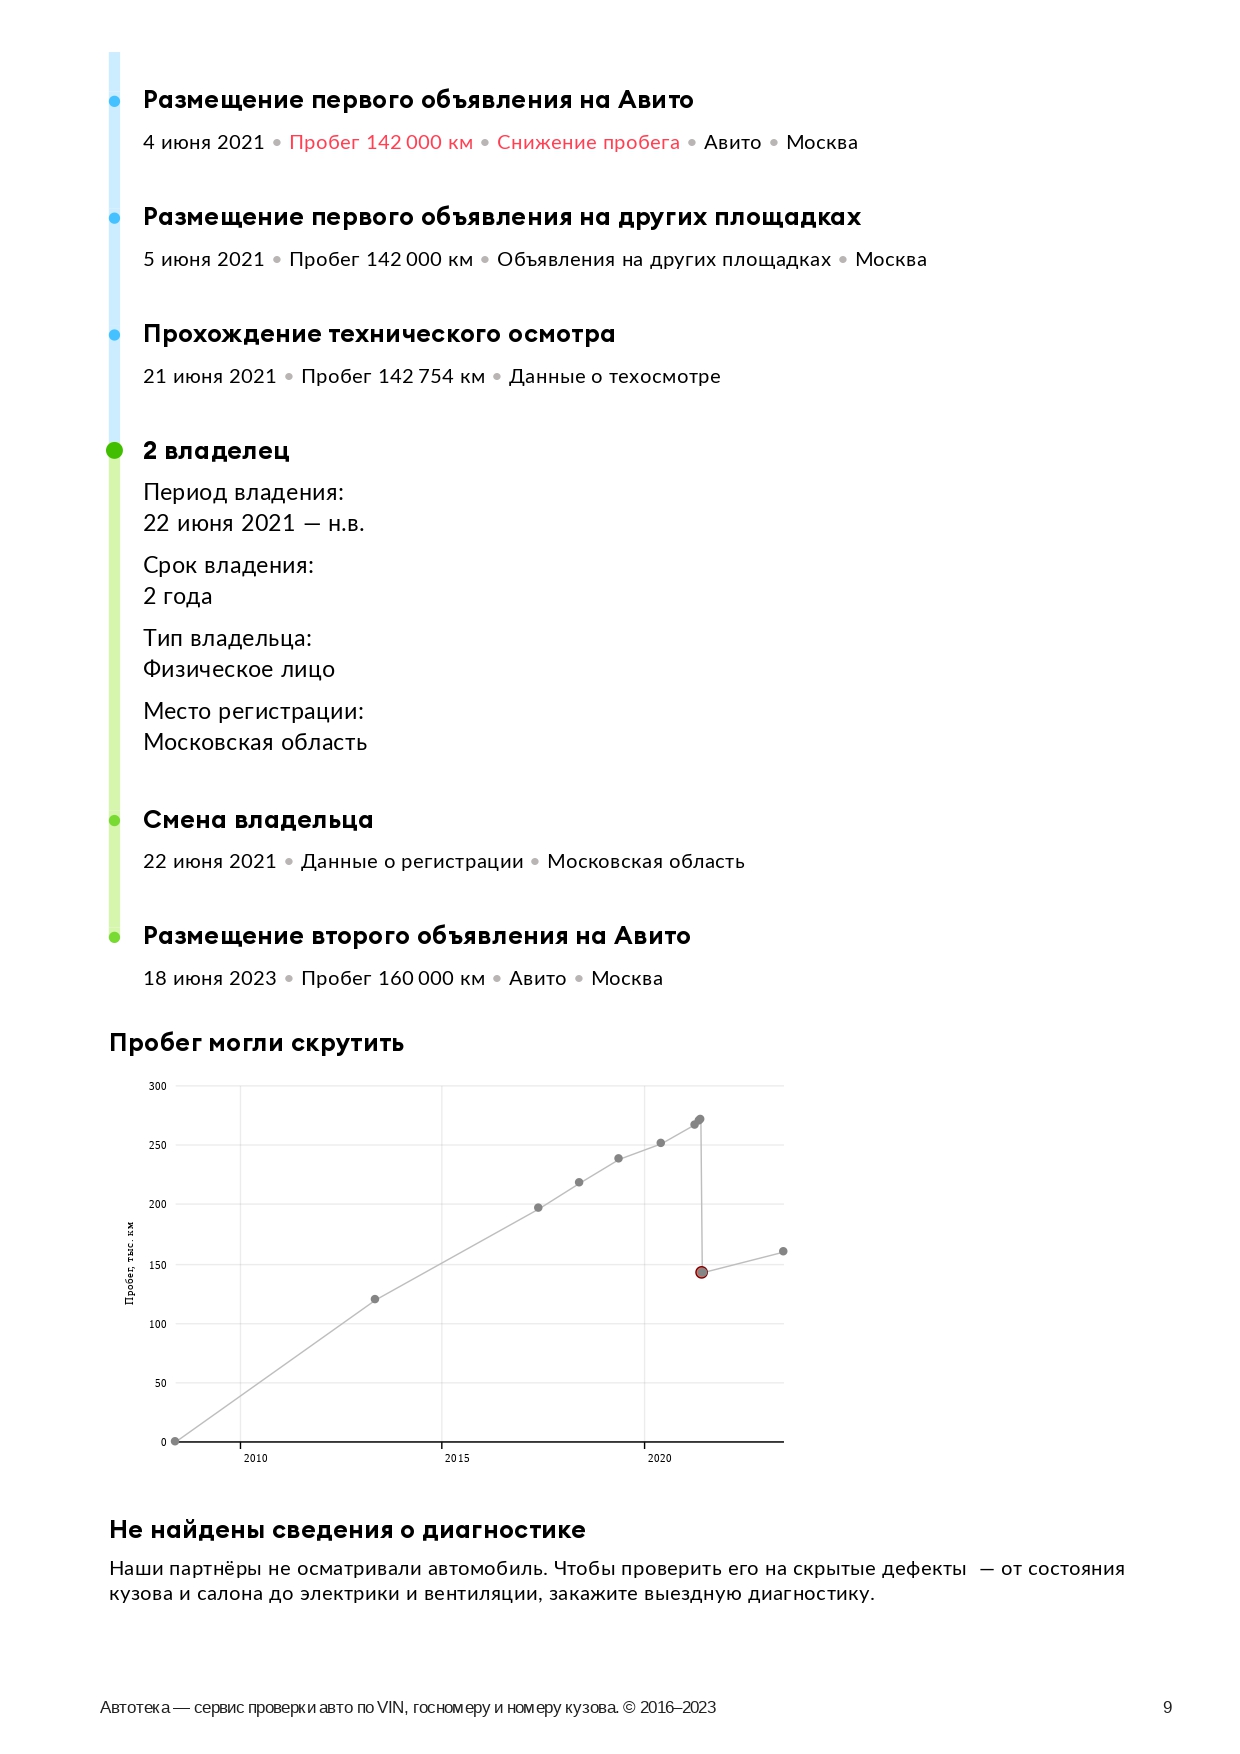 Размещение первого объявления на Авито
4 июня 2021 • Пробег 142 000 км • Снижение пробега • Авито • Москва
Размещение первого объявления на других площадках
5 июня 2021 • Пробег 142 000 км • Объявления на других площадках • Москва
Прохождение технического осмотра
21 июня 2021 • Пробег 142 754 км • Данные о техосмотре
2 владелец
Период владения:
22 июня 2021 — н.в.
Срок владения:
2 года
Тип владельца:
Физическое лицо
Место регистрации:
Московская область
Смена владельца
22 июня 2021 • Данные о регистрации • Московская область
Размещение второго объявления на Авито
18 июня 2023 • Пробег 160 000 км • Авито • Москва
Пробег могли скрутить
300
250
200
150
100
50
0
Пробег, тыс. км
2010 2015 2020
Не найдены сведения о диагностике
Наши партнёры не осматривали автомобиль. Чтобы проверить его на скрытые дефекты — от состояния
кузова и салона до электрики и вентиляции, закажите выездную диагностику.
Автотека — сервис проверки авто по VIN, госномеру и номеру кузова. © 2016–2023 9